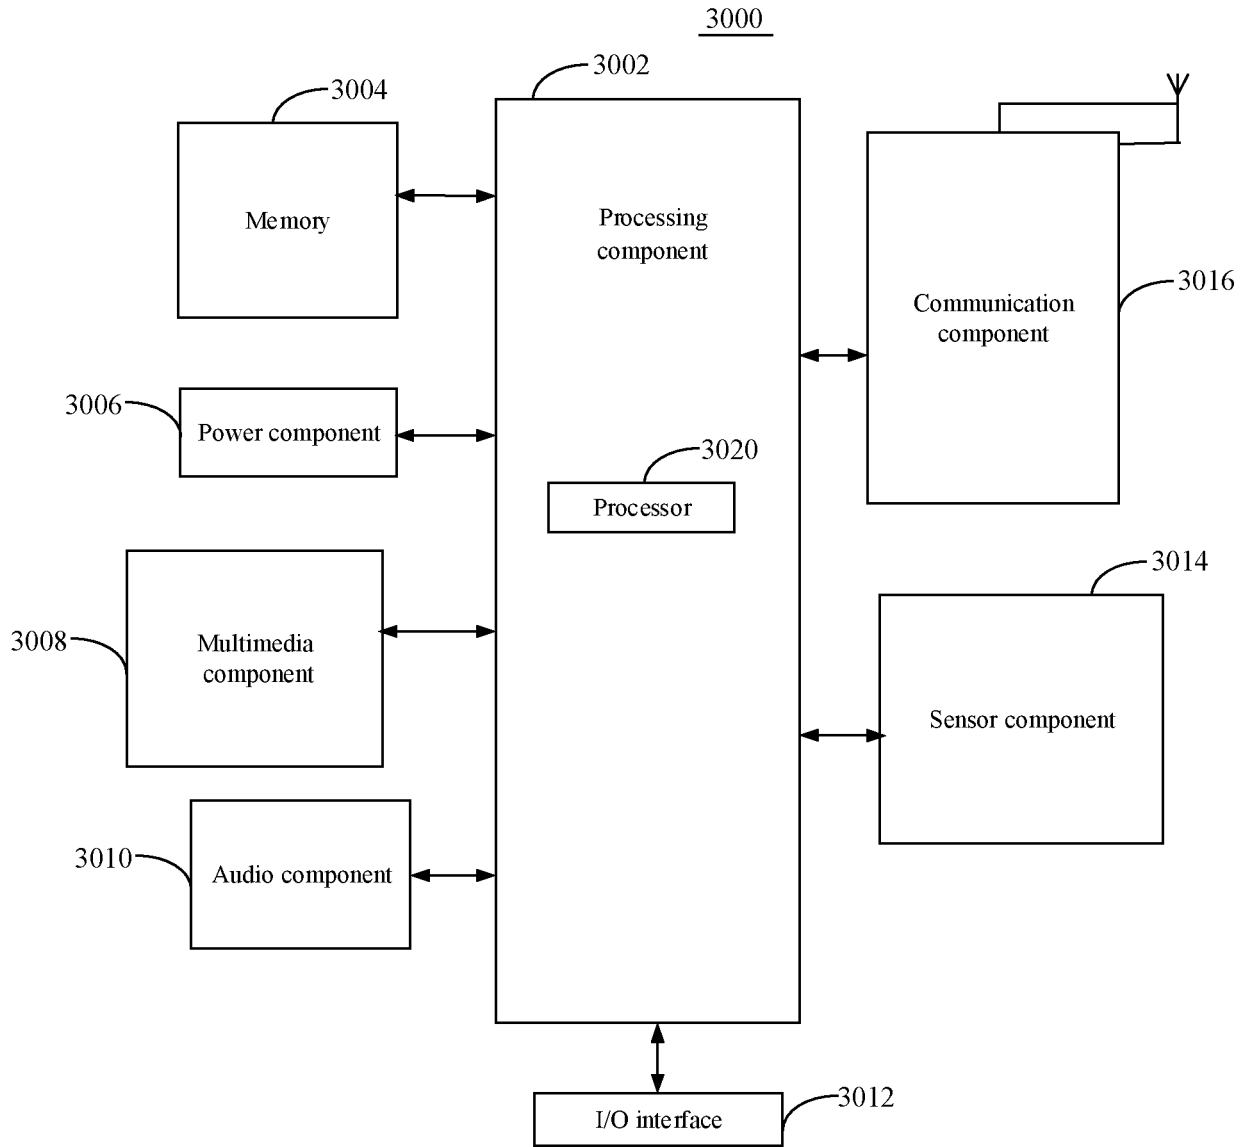 3000
3002
3004
Memory
Processing
component
Communication
component
3016
3006
Power component
3020
Processor
3014
3008
Multimedia
component
Sensor component
3010
Audio component
3012
I/O interface